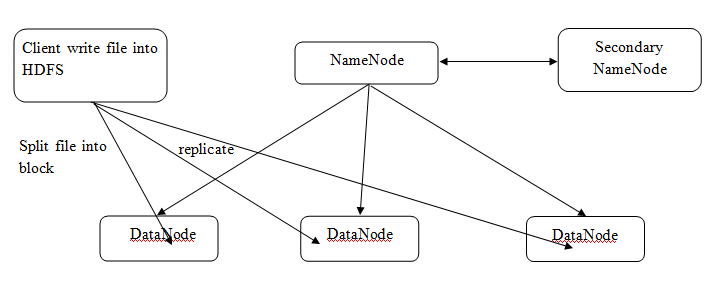 Client write file into
HDFS
NameNode
Secondary
NameNode
Split file into
block
replicate
DataNode
DataNode
DataNode